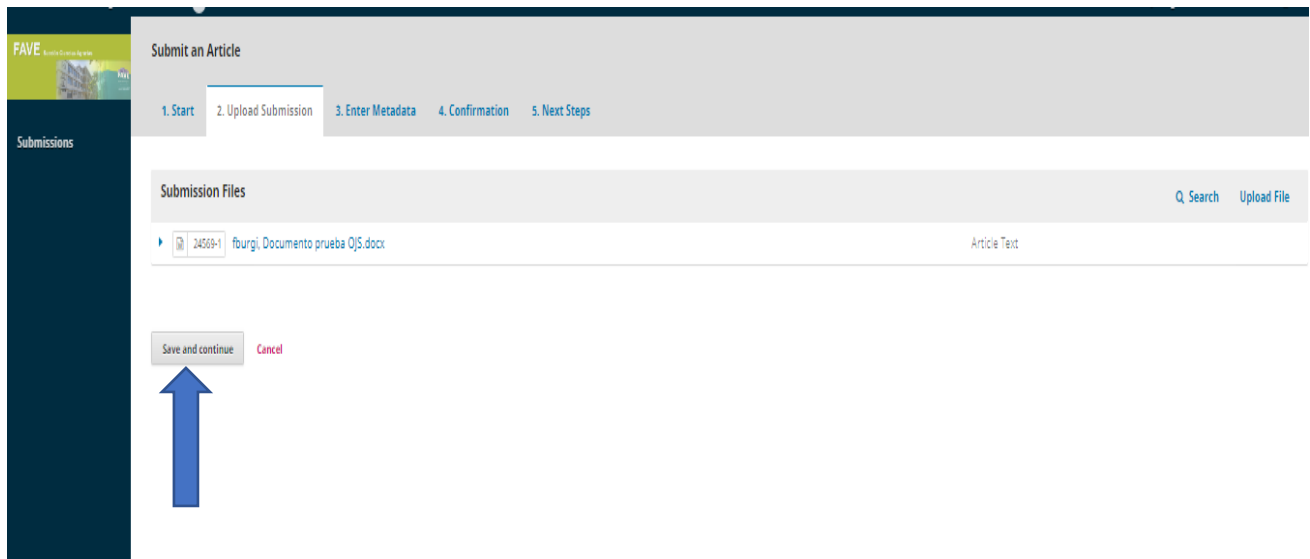 FAVE
Submit an Article
1. Start 2. Upload Submission 3. Enter Metadata 4. Confirmation 5. Next Steps
Submissions
Submission Files
Search Upload File
24569-1 fburgi, Documento prueba OJS.docx Article Text
Save and continue Cancel